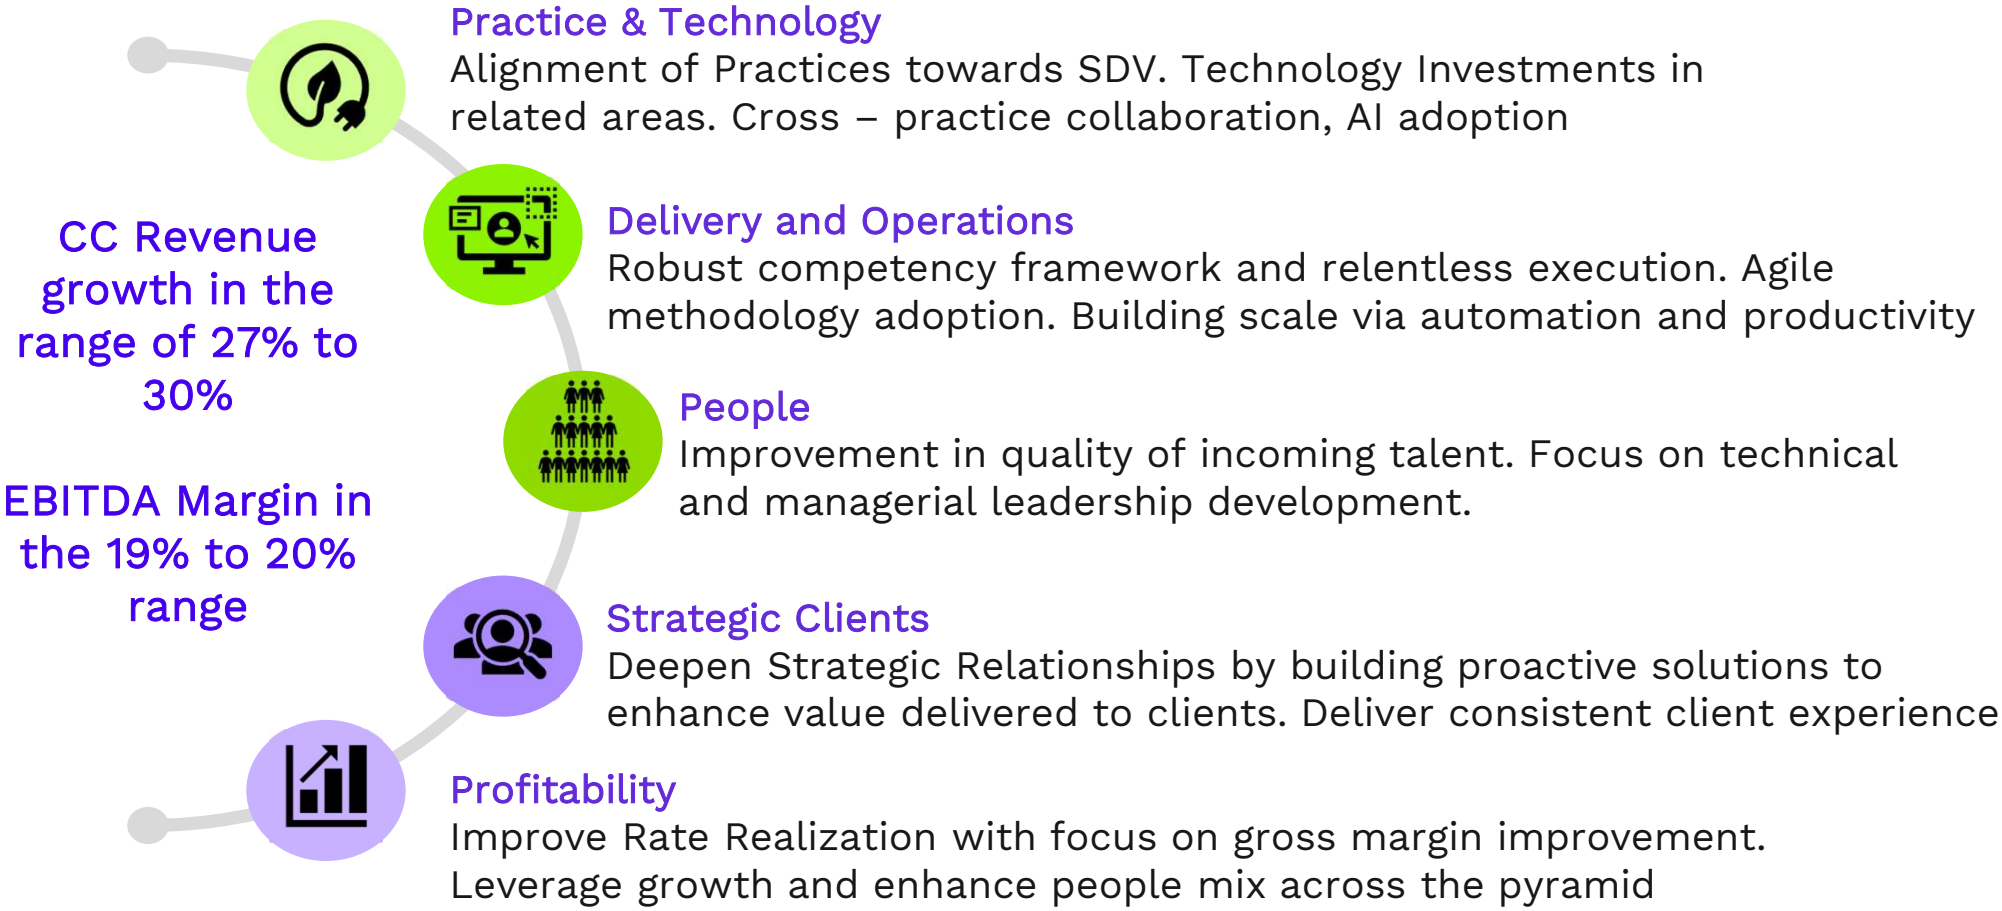 Practice & Technology
Alignment of Practices towards SDV. Technology Investments in
related areas. Cross – practice collaboration, AI adoption
CC Revenue
growth in the
range of 27% to
30%
EBITDA Margin in
the 19% to 20%
range
Delivery and Operations
Robust competency framework and relentless execution. Agile
methodology adoption. Building scale via automation and productivity
People
Improvement in quality of incoming talent. Focus on technical
and managerial leadership development.
Strategic Clients
Deepen Strategic Relationships by building proactive solutions to
enhance value delivered to clients. Deliver consistent client experience
Profitability
Improve Rate Realization with focus on gross margin improvement.
Leverage growth and enhance people mix across the pyramid